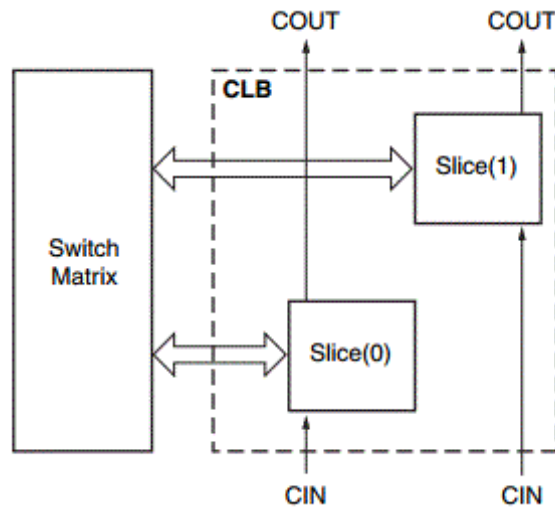 COUT
COUT
CLB
Slice(1)
Switch
Matrix
Slice(0)
CIN
CIN